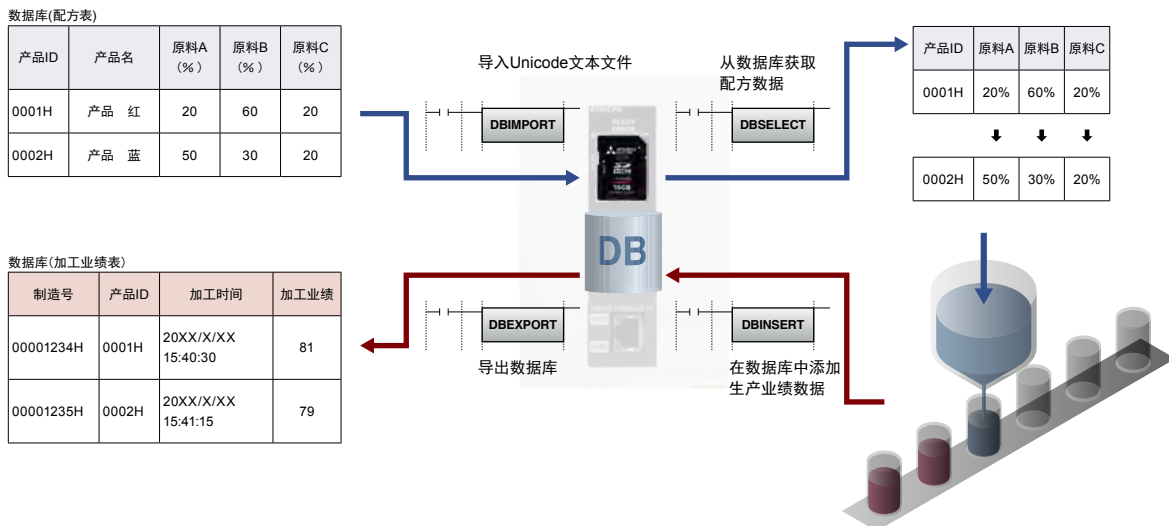 数据库(配方表)
产品ID 产品名 原料A（%） 原料B（%） 原料C（%）
0001H 产品 红 20 60 20
0002H 产品 蓝 50 30 20
导入Unicode文本文件
DBIMPORT
从数据库获取
配方数据
DBSELECT
产品ID 原料A 原料B 原料C
0001H 20% 60% 20%
0002H 50% 30% 20%
READY
ERROR
16GB
DB
数据库(加工业绩表)
制造号 产品ID 加工时间 加工业绩
00001234H 0001H 20XX/X/XX 15:40:30 81
00001235H 0002H 20XX/X/XX 15:41:15 79
DBEXPORT
导出数据库
DBINSERT
在数据库中添加
生产业绩数据